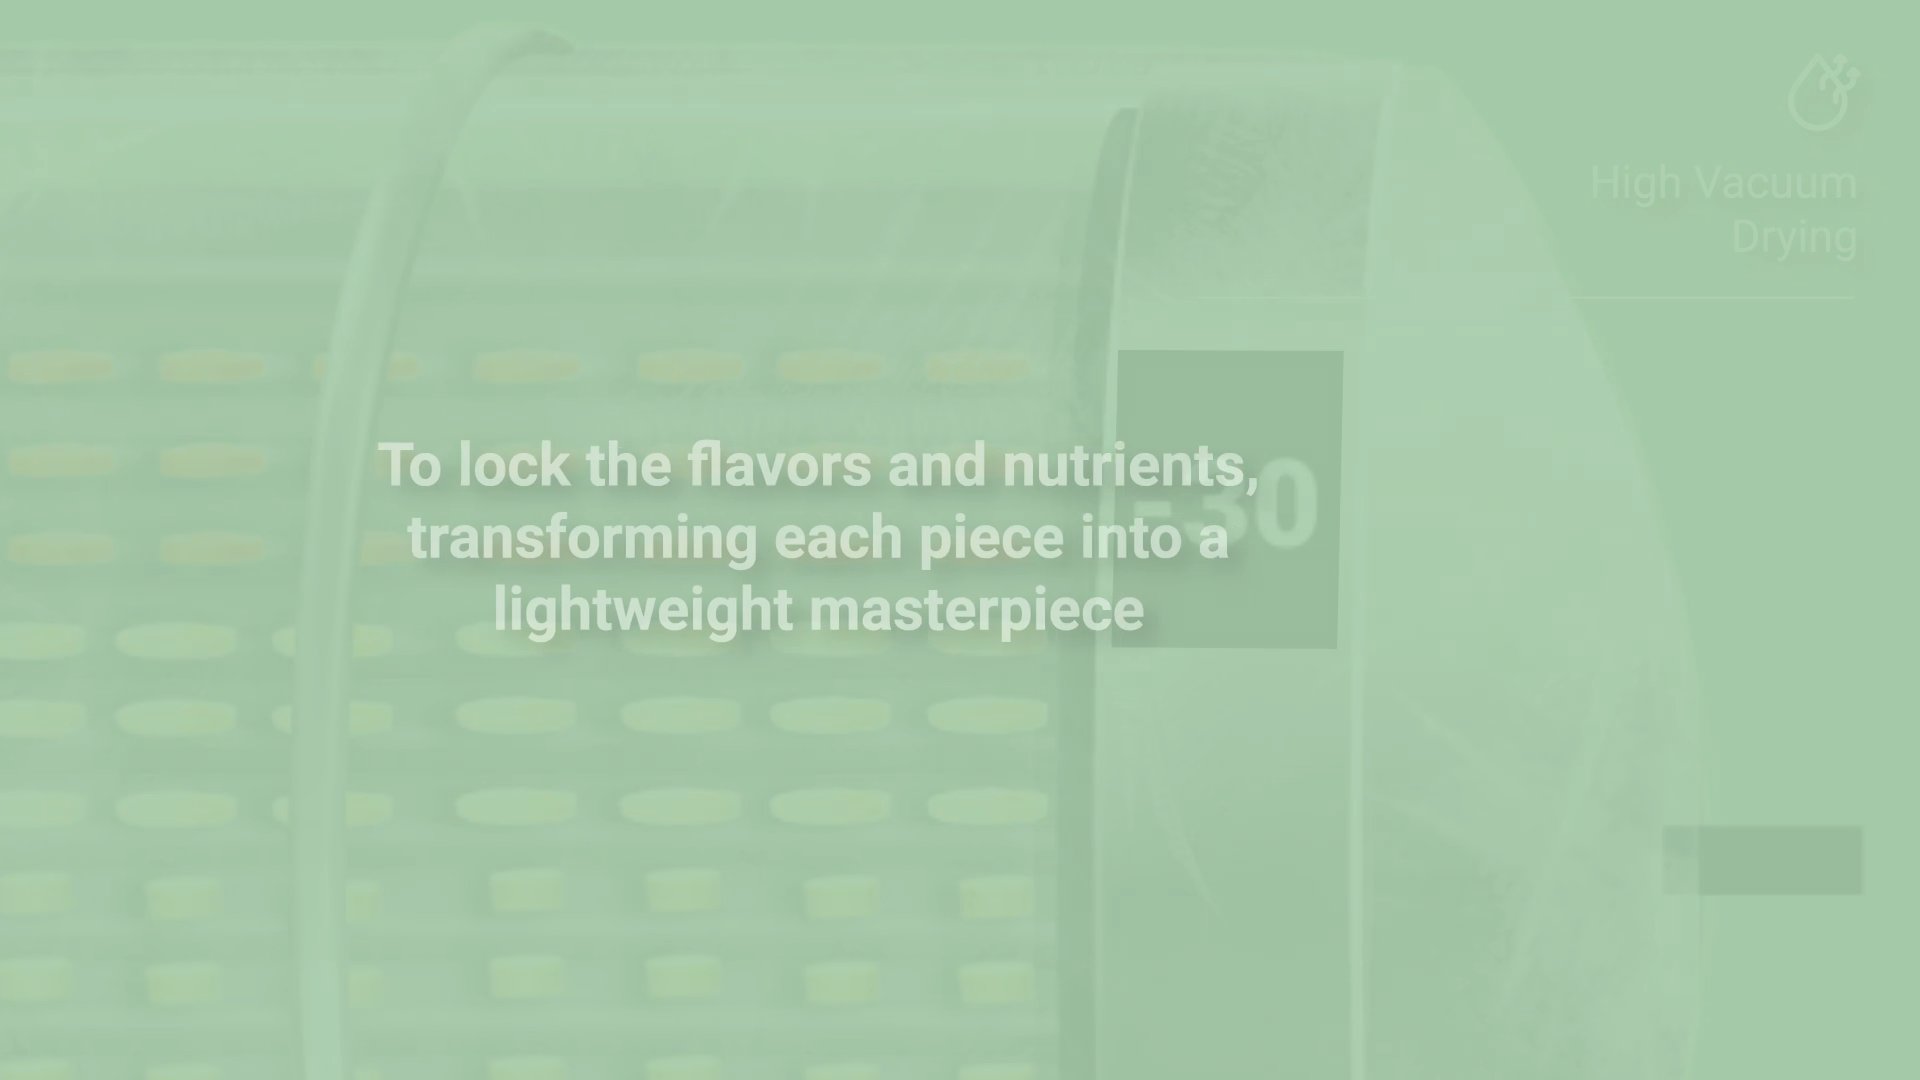 High Vacuum
Drying
To lock the flavors and nutrients,
transforming each piece into a
lightweight masterpiece
-30